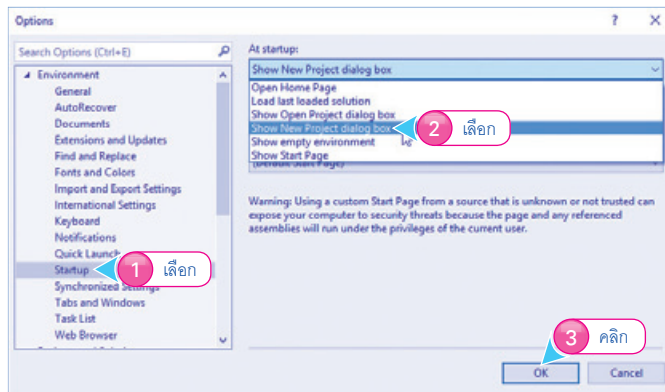 Options
Search Options (Ctrl+E)
Environment
General
AutoRecover
Documents
Extensions and Updates
Find and Replace
Fonts and Colors
Import and Export Settings
International Settings
Keyboard
Notifications
Quick Launch
Startup
1 เลือก
Synchronized Settings
Tabs and Windows
Task List
Web Browser
At startup:
Show New Project dialog box
Open Home Page
Load last loaded solution
Show Open Project dialog box
Show New Project dialog box
2 เลือก
Show empty environment
Show Start Page
(Default Start Page)
Warning: Using a custom Start Page from a source that is unknown or not trusted can
expose your computer to security threats because the page and any referenced
assemblies will run under the privileges of the current user.
3 คลิก
OK
Cancel